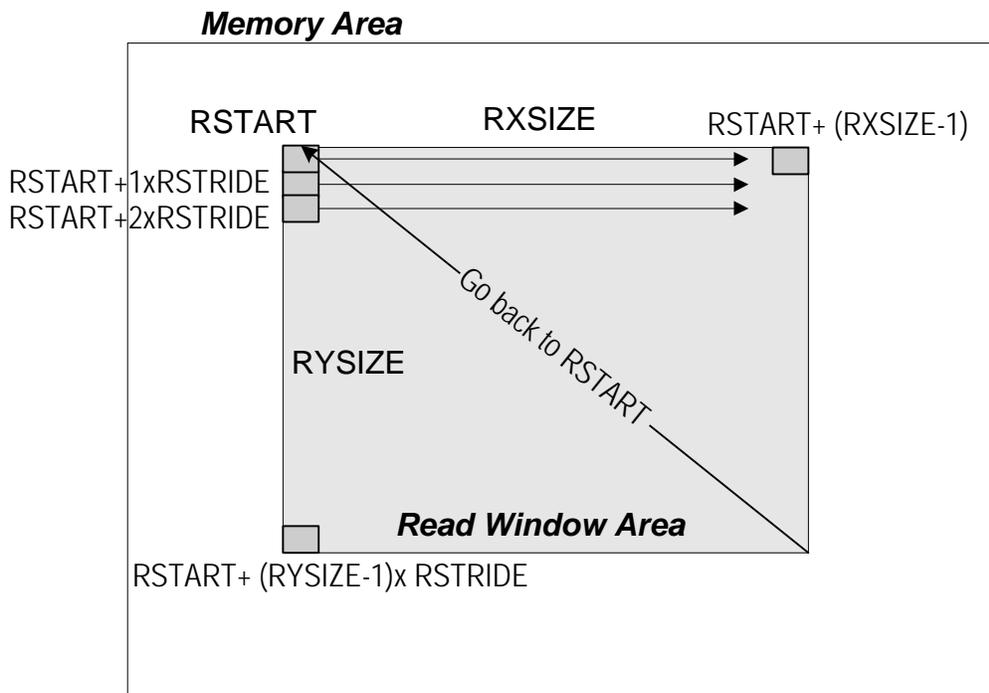 Memory Area
RSTART
RXSIZE
RSTART+ (RXSIZE-1)
RSTART+1xRSTRIDE
RSTART+2xRSTRIDE
Go back to RSTART
RYSIZE
Read Window Area
RSTART+ (RYSIZE-1)x RSTRIDE